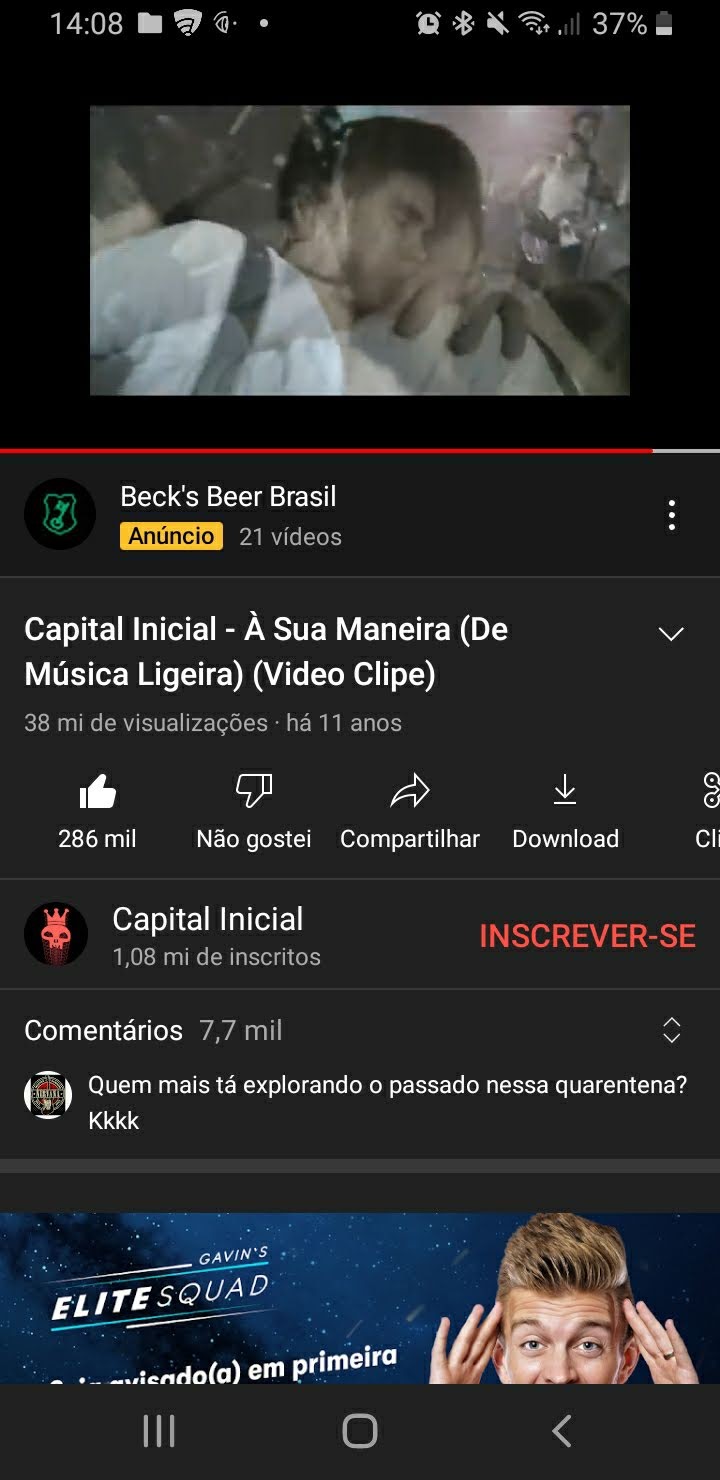 14:08 37%
Beck's Beer Brasil
Anúncio 21 vídeos
Capital Inicial - À Sua Maneira (De
Música Ligeira) (Video Clipe)
38 mi de visualizações · há 11 anos
286 mil Não gostei Compartilhar Download Cli
Capital Inicial
1,08 mi de inscritos
INSCREVER-SE
Comentários 7,7 mil
Quem mais tá explorando o passado nessa quarentena?
Kkkk
GAVIN'S
ELITE SQUAD
avisado(a) em primeira